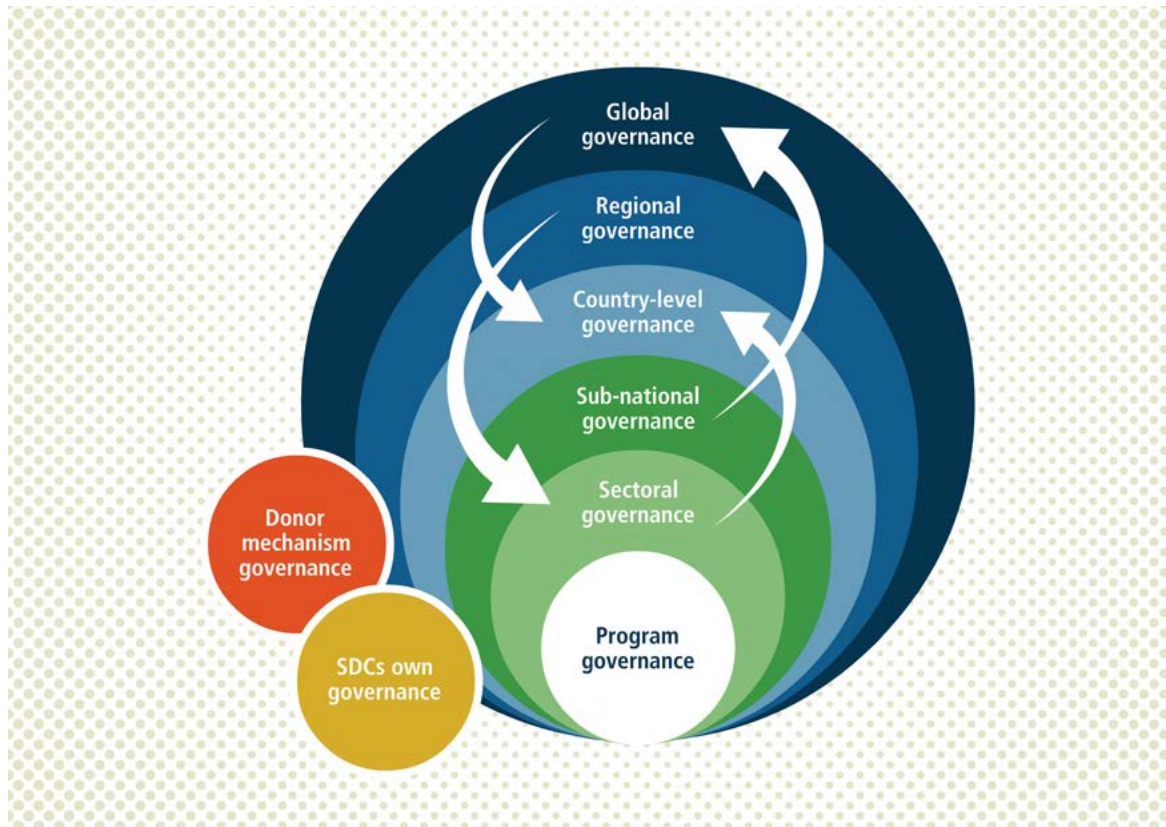 Global
governance
Regional
governance
Country-level
governance
Sub-national
governance
Sectoral
governance
Program
governance
Donor
mechanism
governance
SDCs own
governance